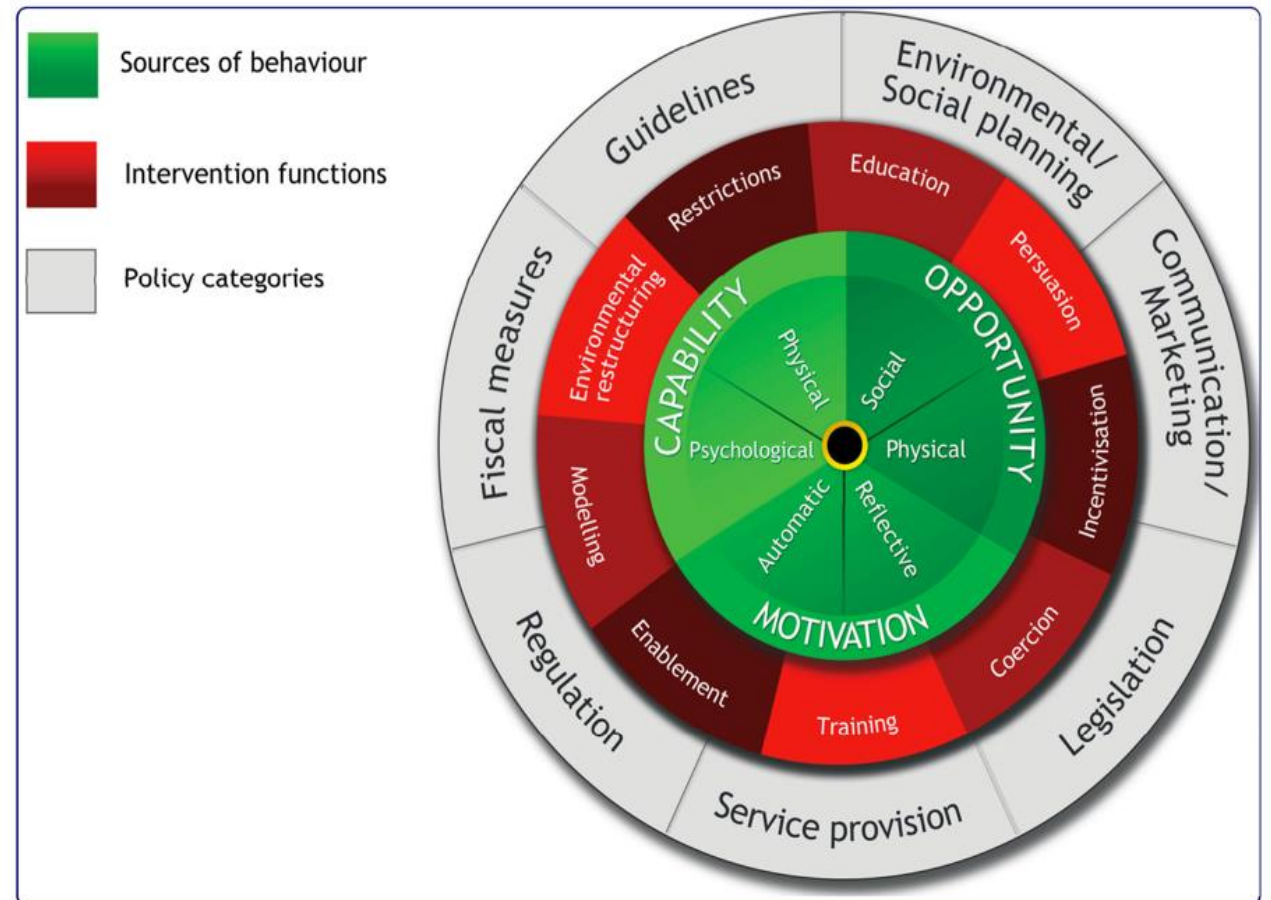 Sources of behaviour
Intervention functions
Policy categories
Guidelines
Environmental/
Social planning
Communication/
Marketing
Legislation
Service provision
Regulation
Fiscal measures
Restrictions
Education
Persuasion
Incentivisation
Coercion
Training
Enablement
Modelling
Environmental
restructuring
CAPABILITY
OPPORTUNITY
MOTIVATION
Physical
Social
Physical
Reflective
Automatic
Psychological